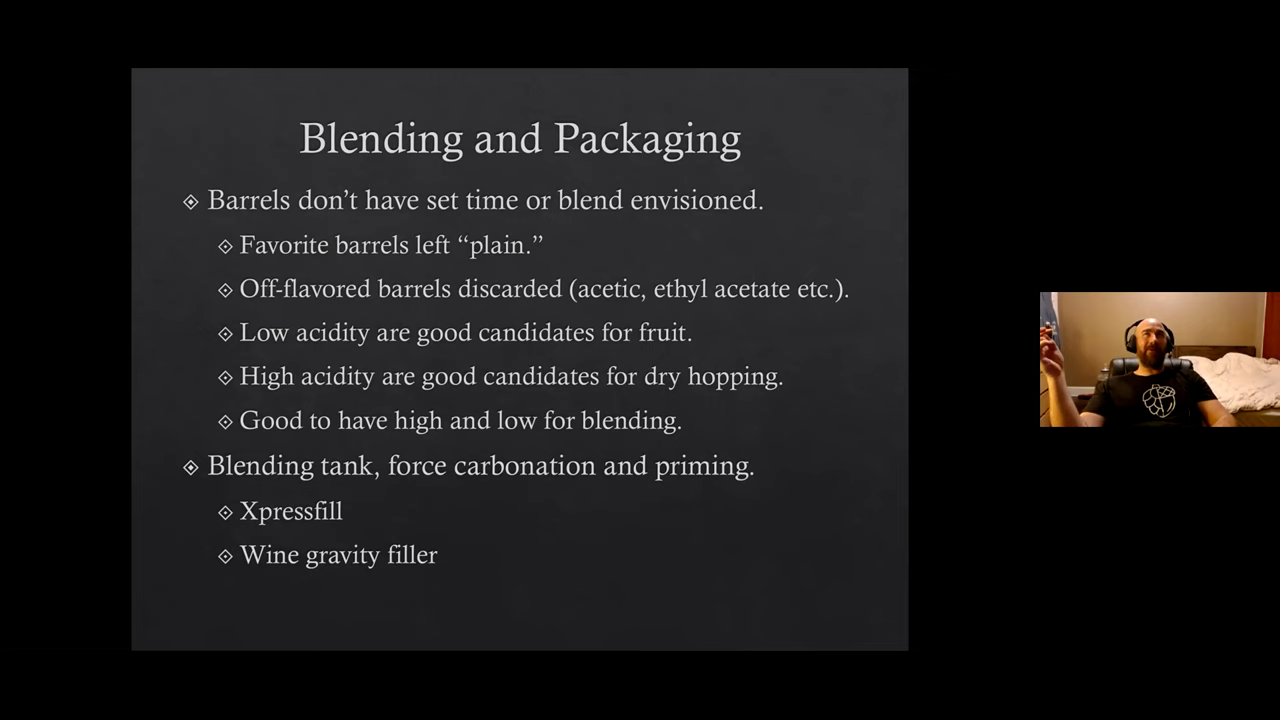 Blending and Packaging
Barrels don’t have set time or blend envisioned.
Favorite barrels left “plain.”
Off-flavored barrels discarded (acetic, ethyl acetate etc.).
Low acidity are good candidates for fruit.
High acidity are good candidates for dry hopping.
Good to have high and low for blending.
Blending tank, force carbonation and priming.
Xpressfill
Wine gravity filler